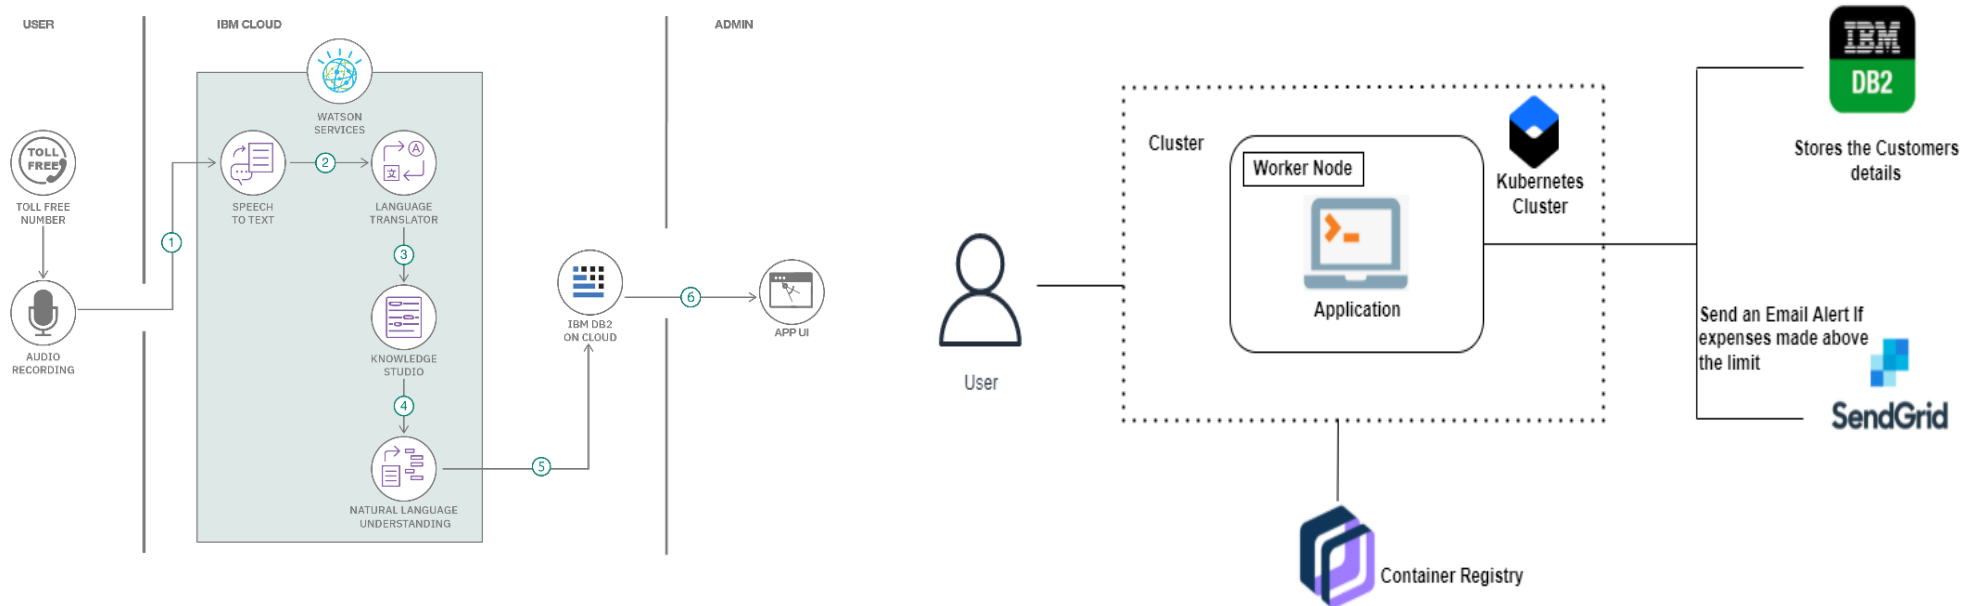 USER
IBM CLOUD
ADMIN
WATSON
SERVICES
TOLL
FREE
TOLL FREE
NUMBER
AUDIO
RECORDING
1
SPEECH
TO TEXT
2
A
文
LANGUAGE
TRANSLATOR
3
KNOWLEDGE
STUDIO
4
NATURAL LANGUAGE
UNDERSTANDING
5
IBM DB2
ON CLOUD
6
APP UI
User
Cluster
Worker Node
Application
Kubernetes
Cluster
Container Registry
IBM
DB2
Stores the Customers
details
Send an Email Alert If
expenses made above
the limit
SendGrid